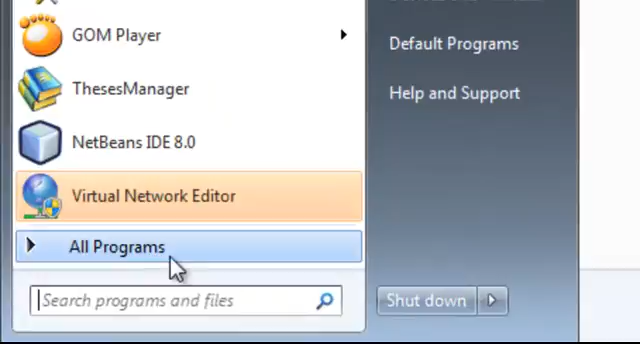 GOM Player
Default Programs
ThesesManager
Help and Support
NetBeans IDE 8.0
Virtual Network Editor
All Programs
Search programs and files
Shut down